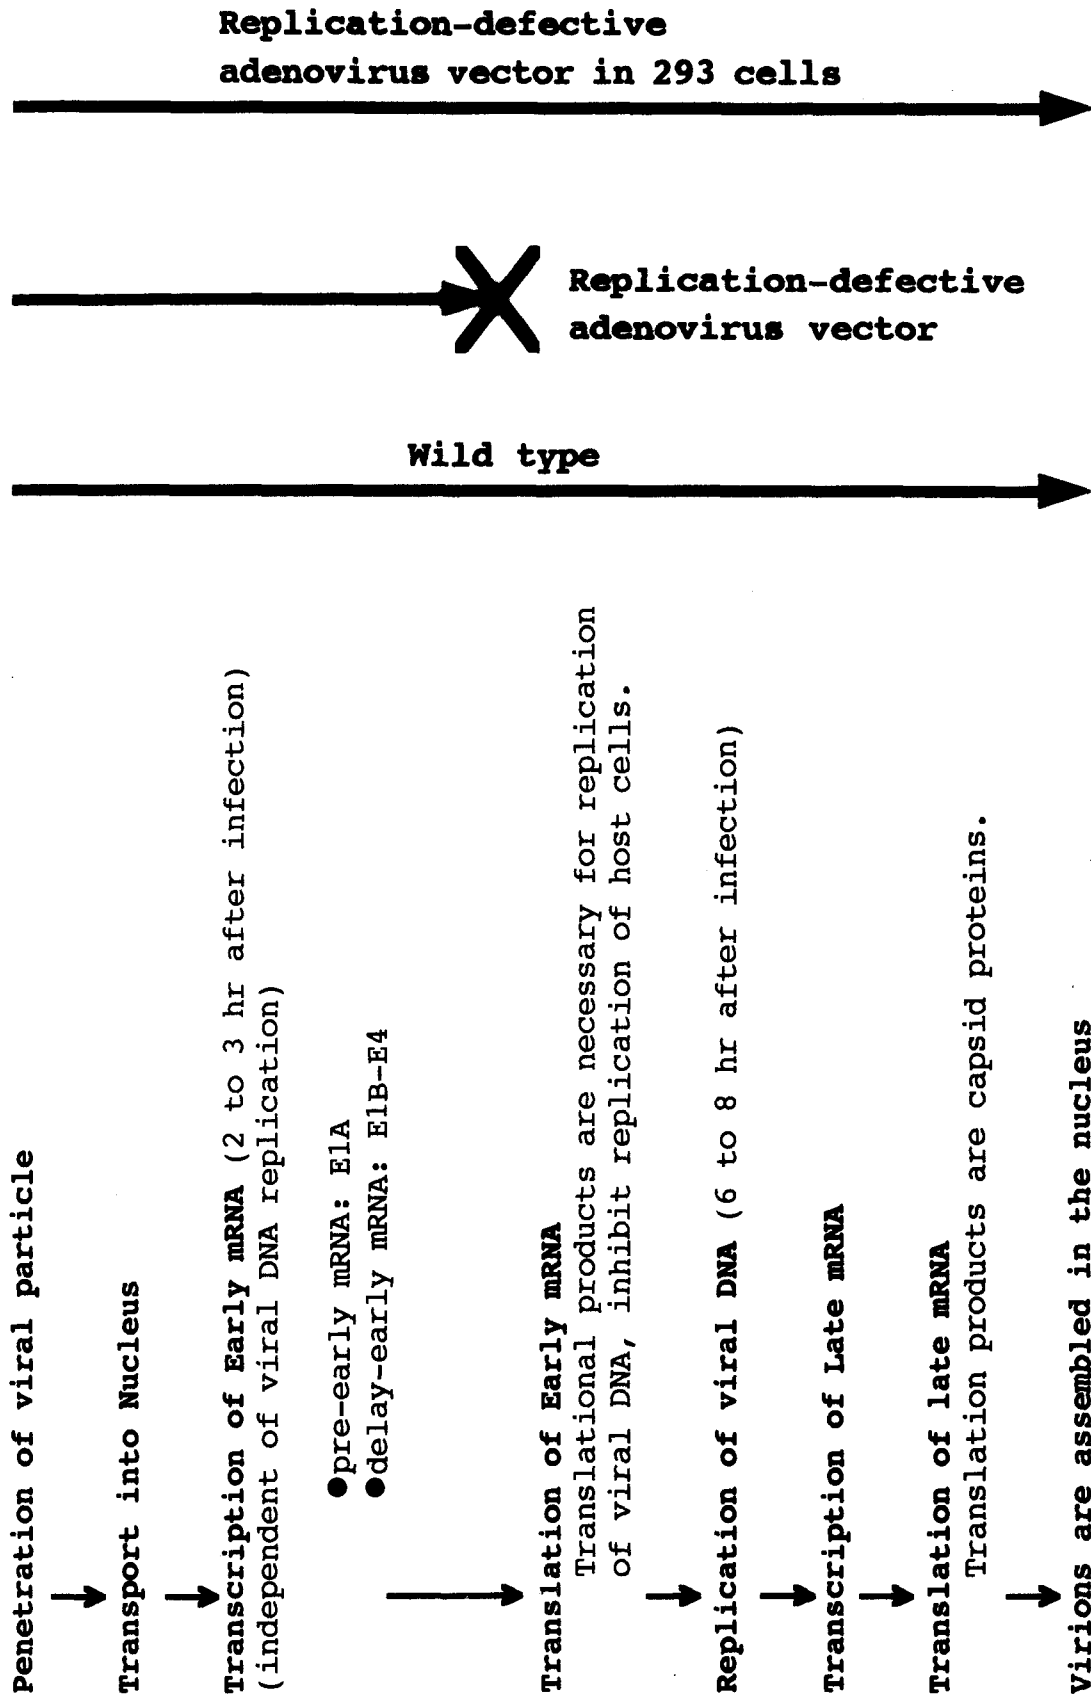 Replication-defective
adenovirus vector in 293 cells
Replication-defective
adenovirus vector
Wild type
Penetration of viral particle
Transport into Nucleus
Transcription of Early mRNA (2 to 3 hr after infection)
(independent of viral DNA replication)
●pre-early mRNA: E1A
●delay-early mRNA: E1B-E4
Translation of Early mRNA
Translational products are necessary for replication
of viral DNA, inhibit replication of host cells.
Replication of viral DNA (6 to 8 hr after infection)
Transcription of Late mRNA
Translation of late mRNA
Translation products are capsid proteins.
Virions are assembled in the nucleus